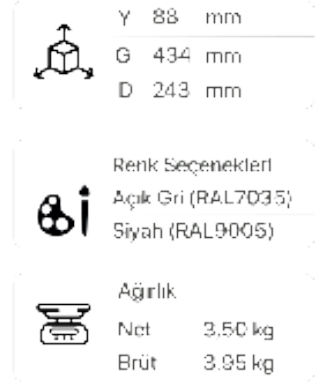 Y 88 mm
G 434 mm
D 243 mm
Renk Seçenekleri
Açık Gri (RAL7035)
Siyah (RAL9005)
Ağırlık
Net 3.50 kg
Brüt 3.95 kg